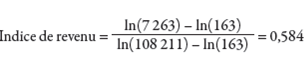 Indice de revenu = ln(7 263) – ln(163) / ln(108 211) – ln(163) = 0,584